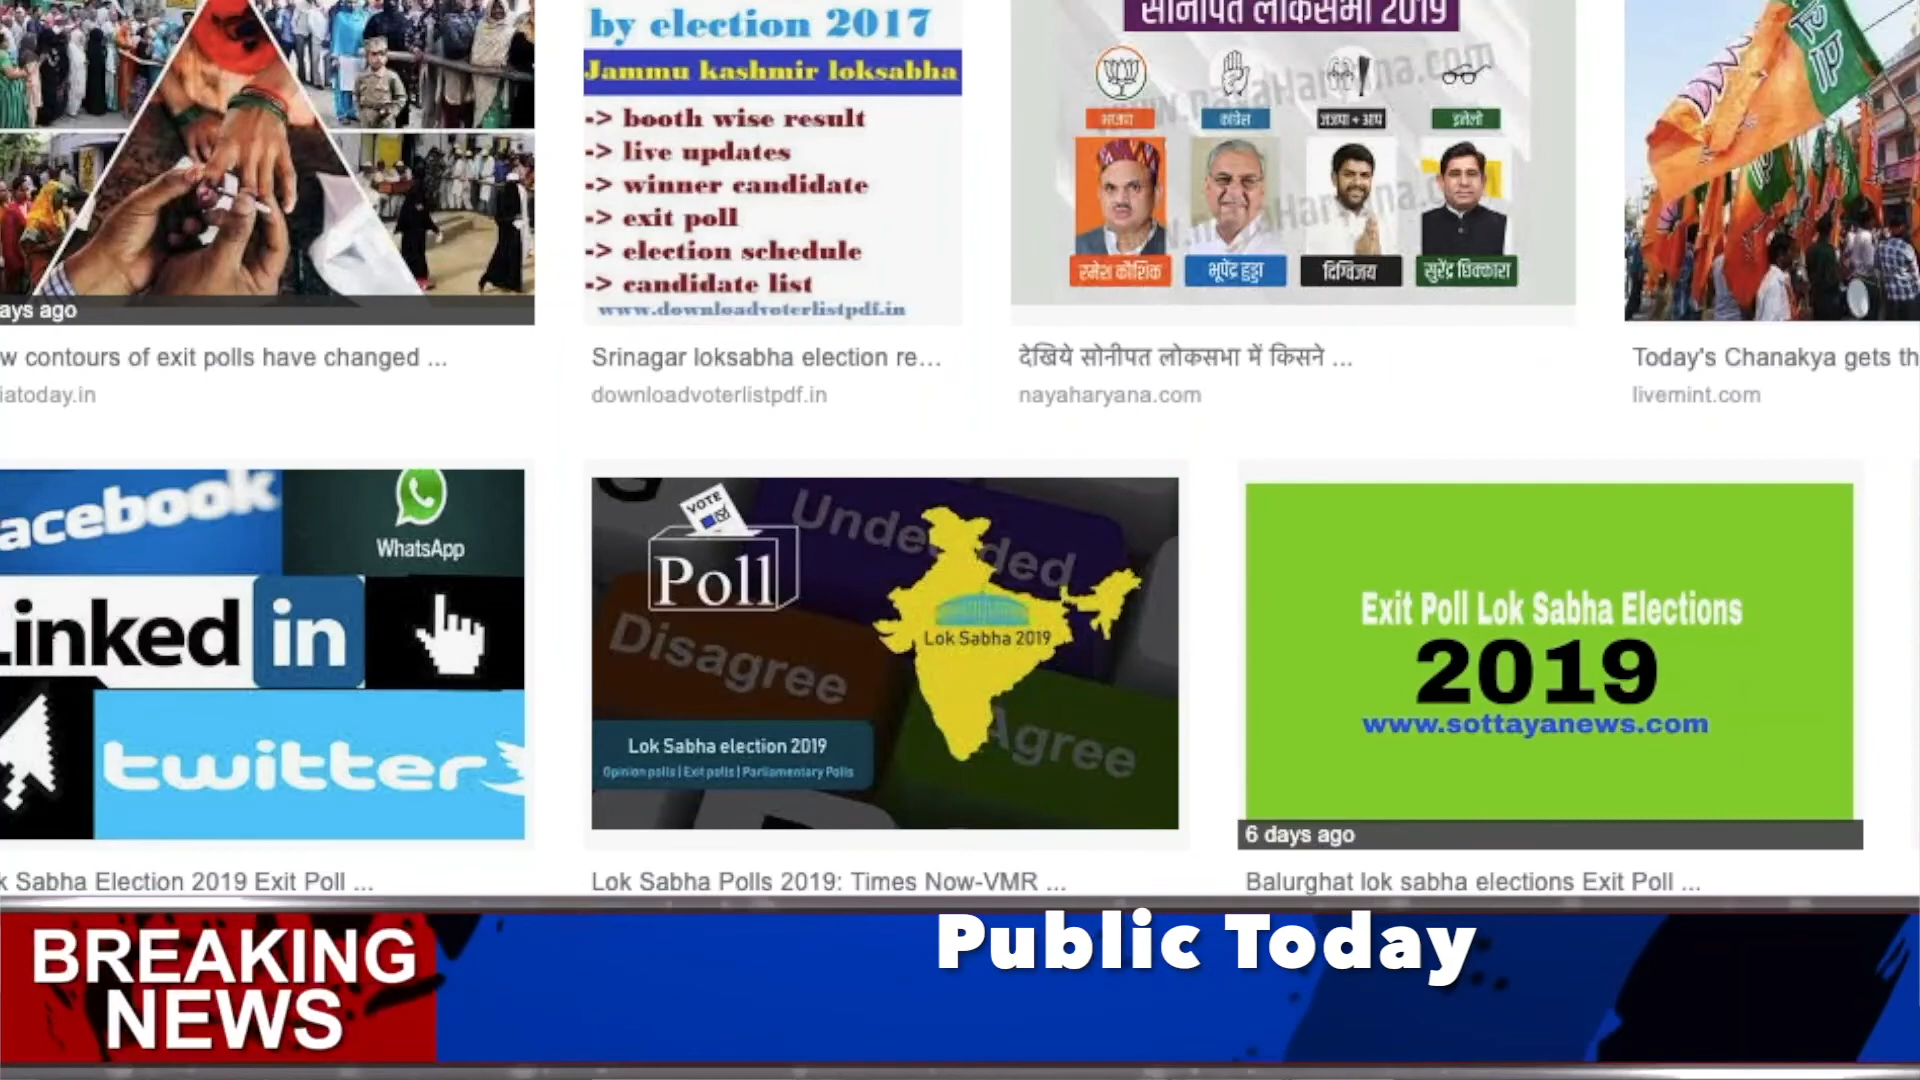 by election 2017
Jammu kashmir loksabha
-> booth wise result
-> live updates
-> winner candidate
-> exit poll
-> election schedule
-> candidate list
www.downloadvoterlistpdf.in
सोनीपत लोकसभा 2019
भाजपा
कांग्रेस
जजपा + आप
इनेलो
रमेश कौशिक
भूपेंद्र हुड्डा
दिग्विजय
सुरेंद्र छिक्कारा
ays ago
w contours of exit polls have changed ...
iatoday.in
Srinagar loksabha election re...
downloadvoterlistpdf.in
देखिये सोनीपत लोकसभा में किसने ...
nayaharyana.com
Today's Chanakya gets th
livemint.com
acebook
WhatsApp
Linked in
twitter
VOTE
Poll
Undecided
Disagree
Agree
Lok Sabha 2019
Lok Sabha election 2019
Opinion polls | Exit polls | Parliamentary Polls
Exit Poll Lok Sabha Elections
2019
www.sottayanews.com
6 days ago
k Sabha Election 2019 Exit Poll ...
Lok Sabha Polls 2019: Times Now-VMR ...
Balurghat lok sabha elections Exit Poll ...
BREAKING
NEWS
Public Today